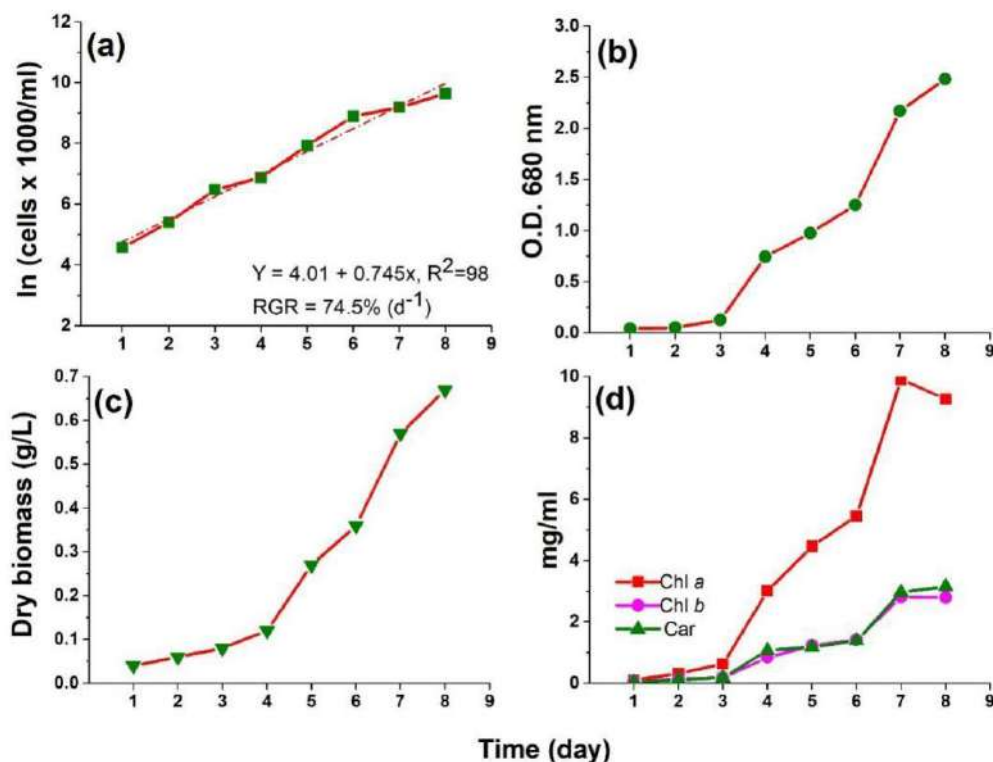 (a)
ln (cells x 1000/ml)
12
10
8
6
4
2
Y = 4.01 + 0.745x, R²=98
RGR = 74.5% (d⁻¹)
1 2 3 4 5 6 7 8 9
(b)
O.D. 680 nm
3.0
2.5
2.0
1.5
1.0
0.5
0.0
1 2 3 4 5 6 7 8 9
(c)
Dry biomass (g/L)
0.7
0.6
0.5
0.4
0.3
0.2
0.1
0.0
1 2 3 4 5 6 7 8 9
(d)
mg/ml
10
8
6
4
2
0
Chl a
Chl b
Car
1 2 3 4 5 6 7 8 9
Time (day)